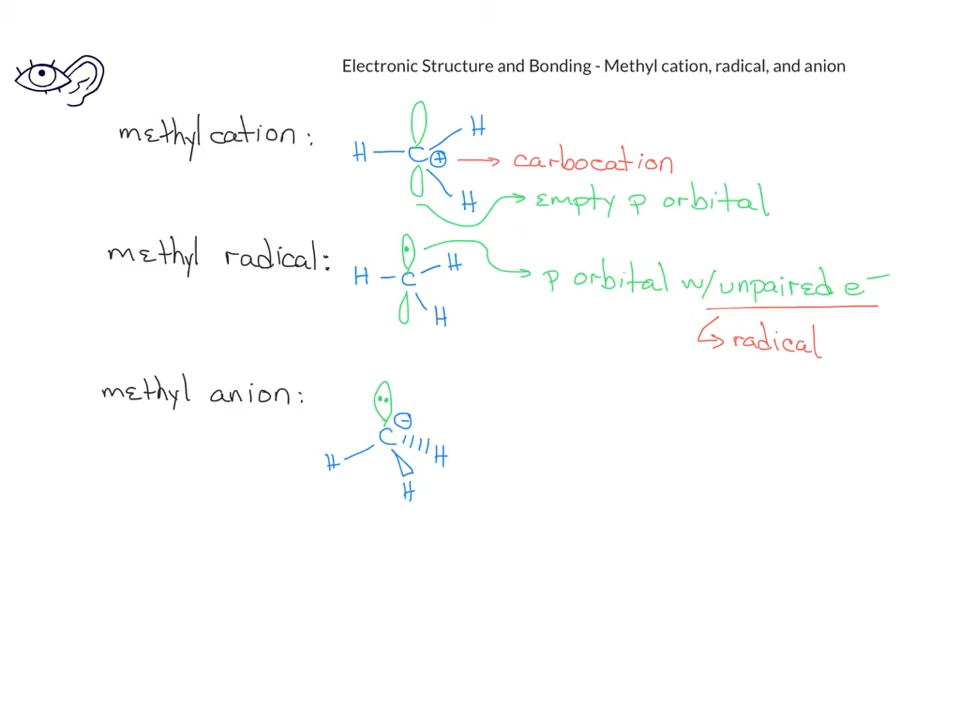 Electronic Structure and Bonding - Methyl cation, radical, and anion
methyl cation:
H
C
⊕
H
H
→ carbocation
→ empty p orbital
methyl radical:
H
C
H
H
p orbital w/unpaired e⁻
↳ radical
methyl anion:
C
⊖
H
H
H